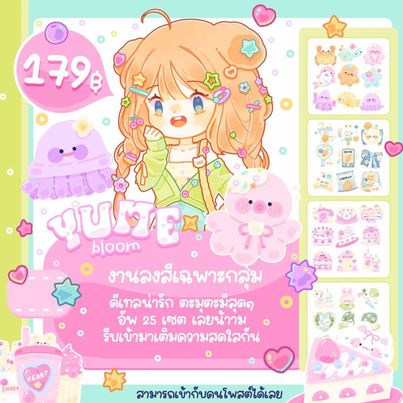 179฿
YUME
bloom
งานลงสีเฉพาะกลุ่ม
ดีเทลน่ารัก ตะมุตะมิสุดๆ
อัพ 25 เซต เลยน้าาม
รีบเข้ามาเติมความสดใสกัน
HEART
SNACK
สามารถเข้ากับคนโพสต์ได้เลย